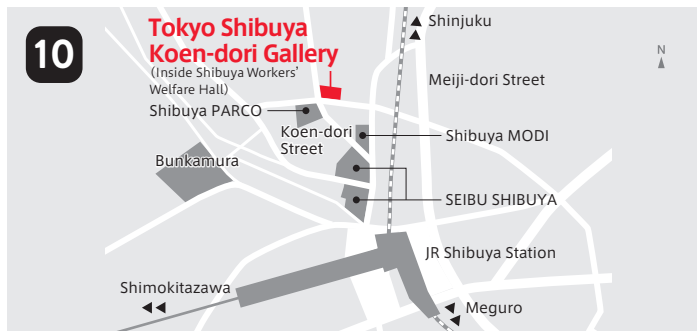 10
Tokyo Shibuya
Koen-dori Gallery
(Inside Shibuya Workers'
Welfare Hall)
Shinjuku
N
Meiji-dori Street
Shibuya PARCO
Koen-dori
Street
Shibuya MODI
Bunkamura
SEIBU SHIBUYA
JR Shibuya Station
Shimokitazawa
Meguro